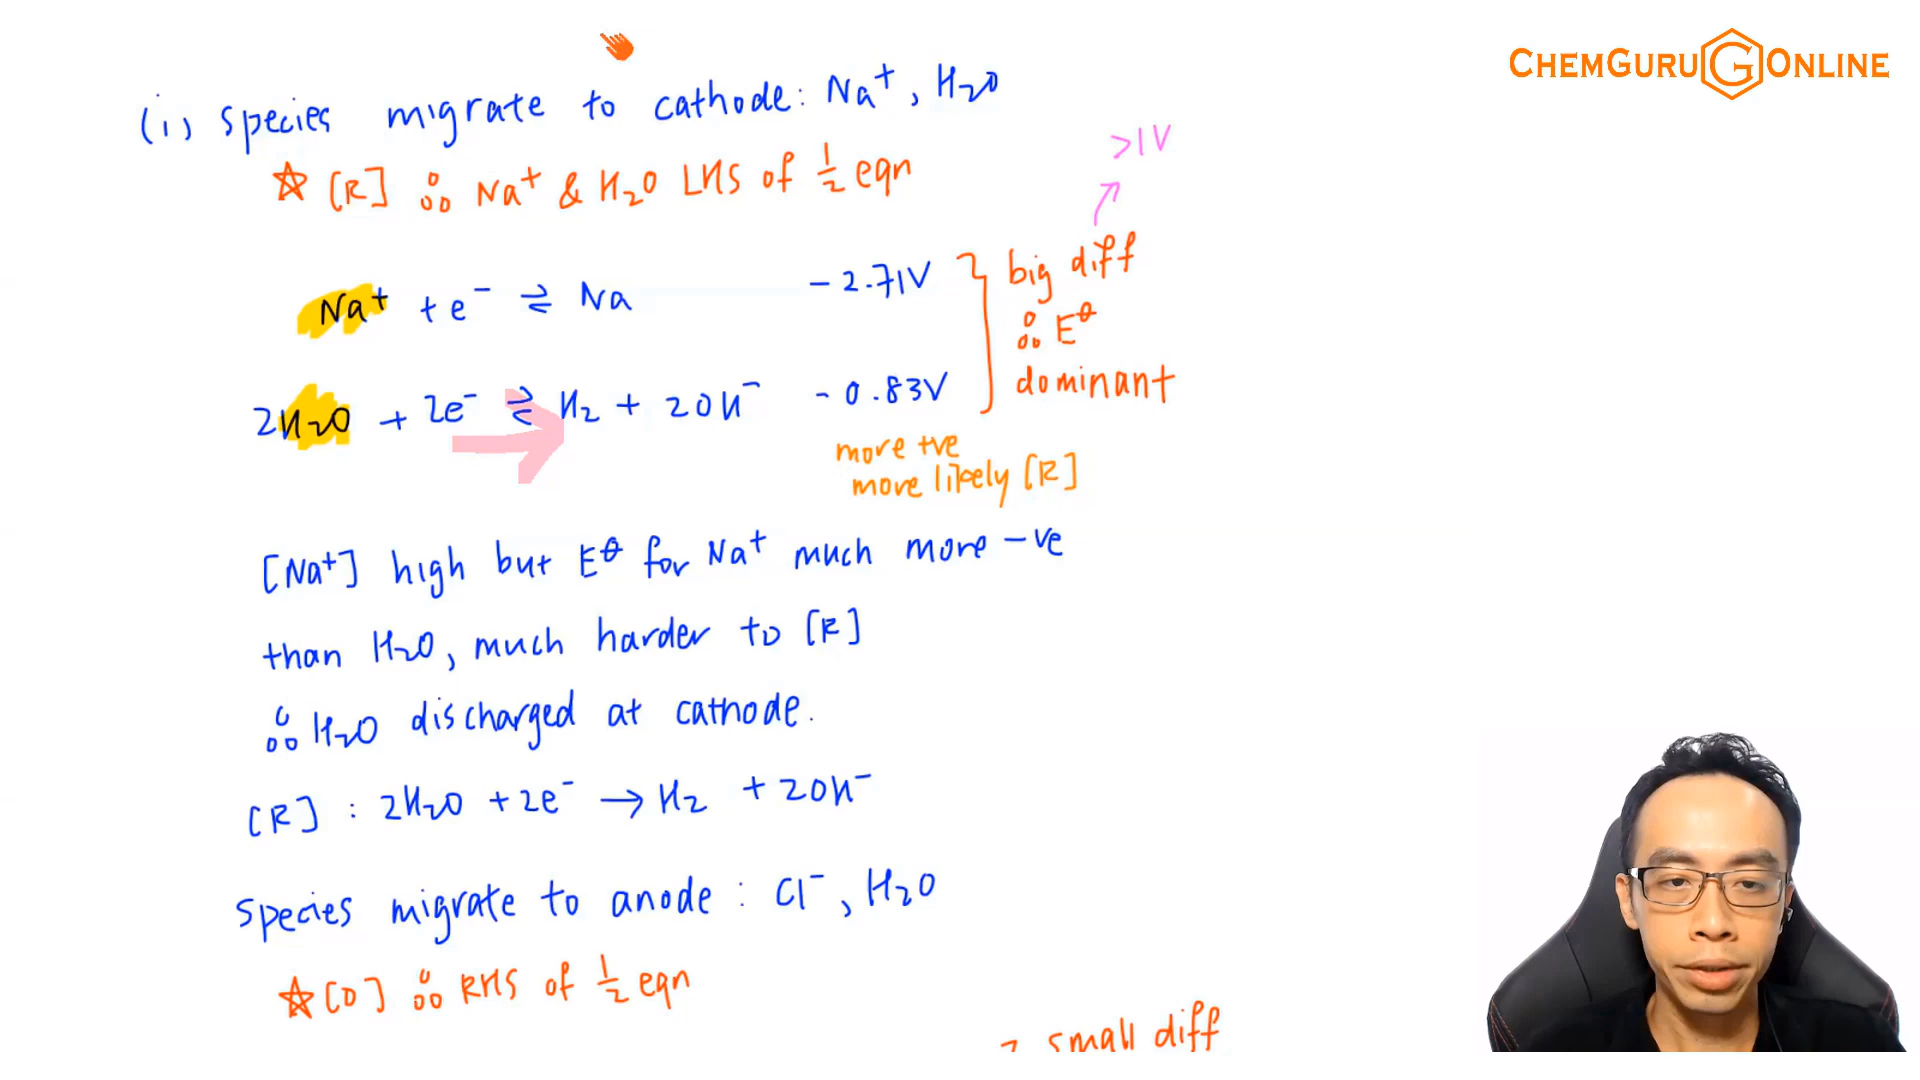 CHEMGURU G ONLINE
(i) species migrate to cathode: Na⁺, H₂O
>1V
☆ [R] ∴ Na⁺ & H₂O LHS of ½ eqn
Na⁺ + e⁻ ⇌ Na -2.71V
big diff
∴ E⦵
dominant
2H₂O + 2e⁻ ⇌ H₂ + 2OH⁻ -0.83V
more +ve
more likely [R]
[Na⁺] high but E⦵ for Na⁺ much more -ve
than H₂O, much harder to [R]
∴ H₂O discharged at cathode.
[R] : 2H₂O + 2e⁻ → H₂ + 2OH⁻
species migrate to anode : Cl⁻, H₂O
☆ [O] ∴ RHS of ½ eqn
small diff